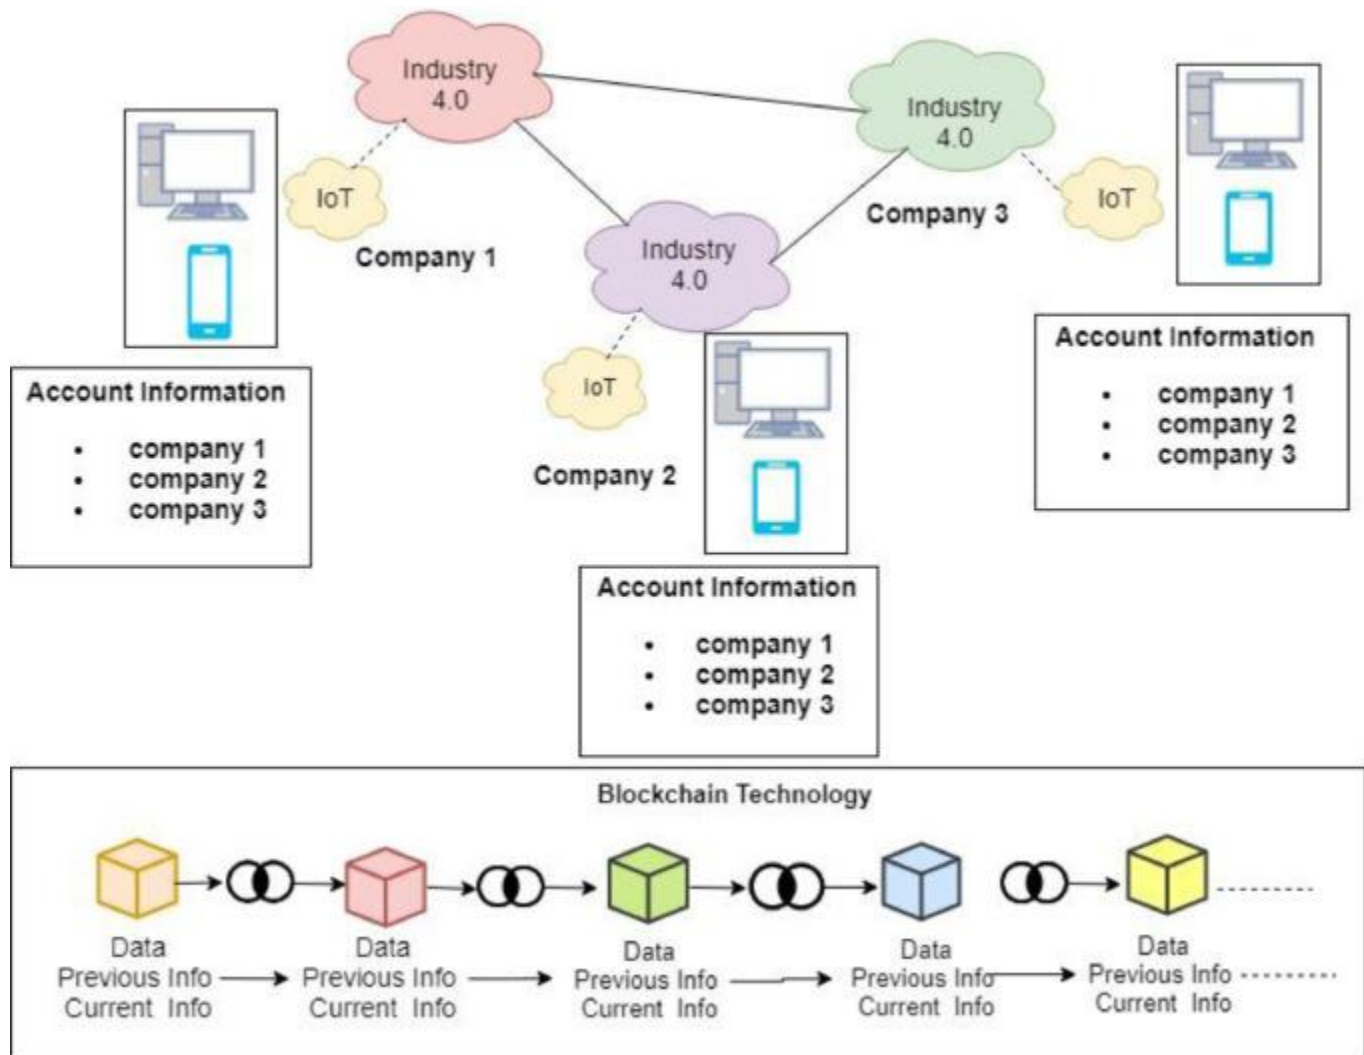 Industry
4.0
Industry
4.0
IoT
Company 1
Industry
4.0
Company 3
IoT
IoT
Company 2
Account Information
• company 1
• company 2
• company 3
Account Information
• company 1
• company 2
• company 3
Account Information
• company 1
• company 2
• company 3
Blockchain Technology
Data
Previous Info
Current Info
Data
Previous Info
Current Info
Data
Previous Info
Current Info
Data
Previous Info
Current Info
Data
Previous Info
Current Info